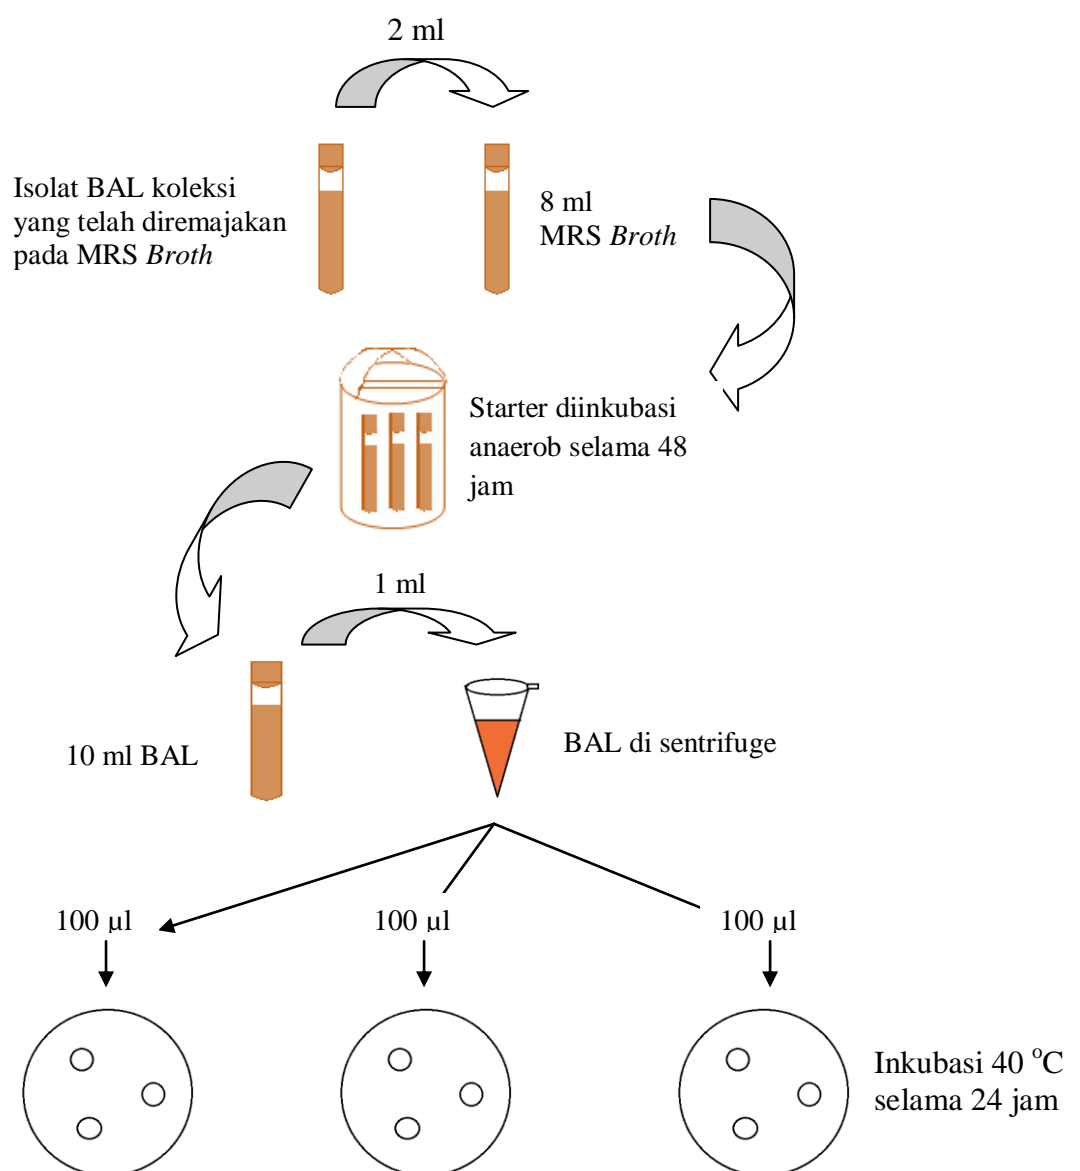 2 ml
Isolat BAL koleksi
yang telah diremajakan
pada MRS Broth
8 ml
MRS Broth
Starter diinkubasi
anaerob selama 48
jam
1 ml
10 ml BAL
BAL di sentrifuge
100 µl
100 µl
100 µl
Inkubasi 40 °C
selama 24 jam